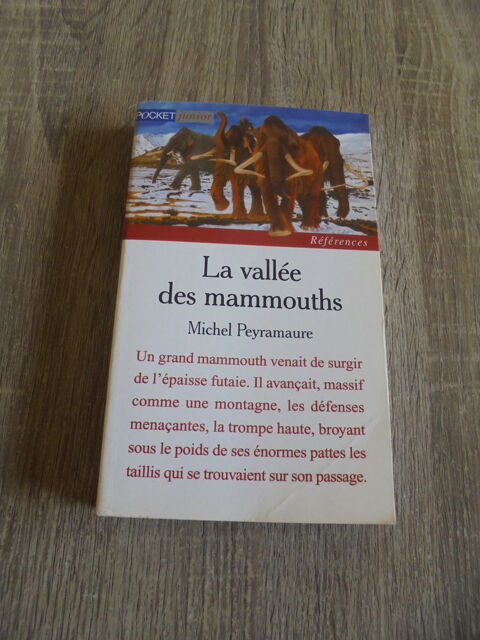 POCKET junior
Références
La vallée
des mammouths
Michel Peyramaure
Un grand mammouth venait de surgir
de l'épaisse futaie. Il avançait, massif
comme une montagne, les défenses
menaçantes, la trompe haute, broyant
sous le poids de ses énormes pattes les
taillis qui se trouvaient sur son passage.